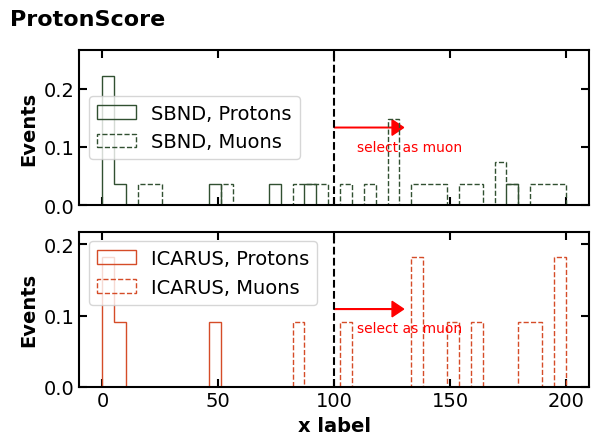 ProtonScore
Events
0.2
0.1
0.0
SBND, Protons
SBND, Muons
select as muon
Events
0.2
0.1
0.0
ICARUS, Protons
ICARUS, Muons
select as muon
0 50 100 150 200
x label